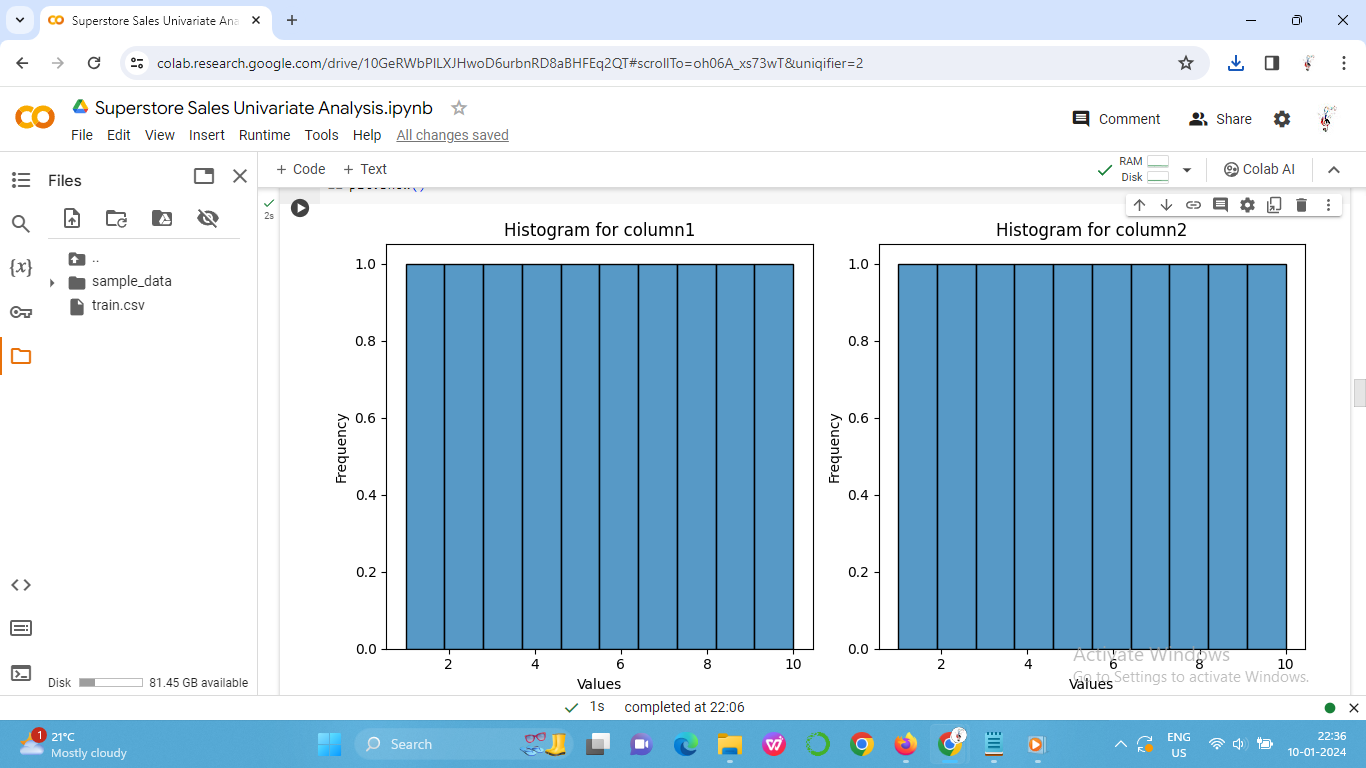 Superstore Sales Univariate Ana
colab.research.google.com/drive/10GeRWbPlLXJHwoD6urbnRD8aBHFEq2QT#scrollTo=oh06A_xs73wT&uniqifier=2
Superstore Sales Univariate Analysis.ipynb
Comment
Share
File Edit View Insert Runtime Tools Help All changes saved
Files
+ Code + Text
RAM
Disk
Colab AI
2s
..
sample_data
train.csv
{x}
Histogram for column1
1.0
0.8
0.6
0.4
0.2
0.0
Frequency
2 4 6 8 10
Values
Histogram for column2
1.0
0.8
0.6
0.4
0.2
0.0
Frequency
2 4 6 8 10
Values
Activate Windows
Go to Settings to activate Windows.
Disk 81.45 GB available
1s completed at 22:06
1
21°C
Mostly cloudy
Search
ENG
US
22:36
10-01-2024